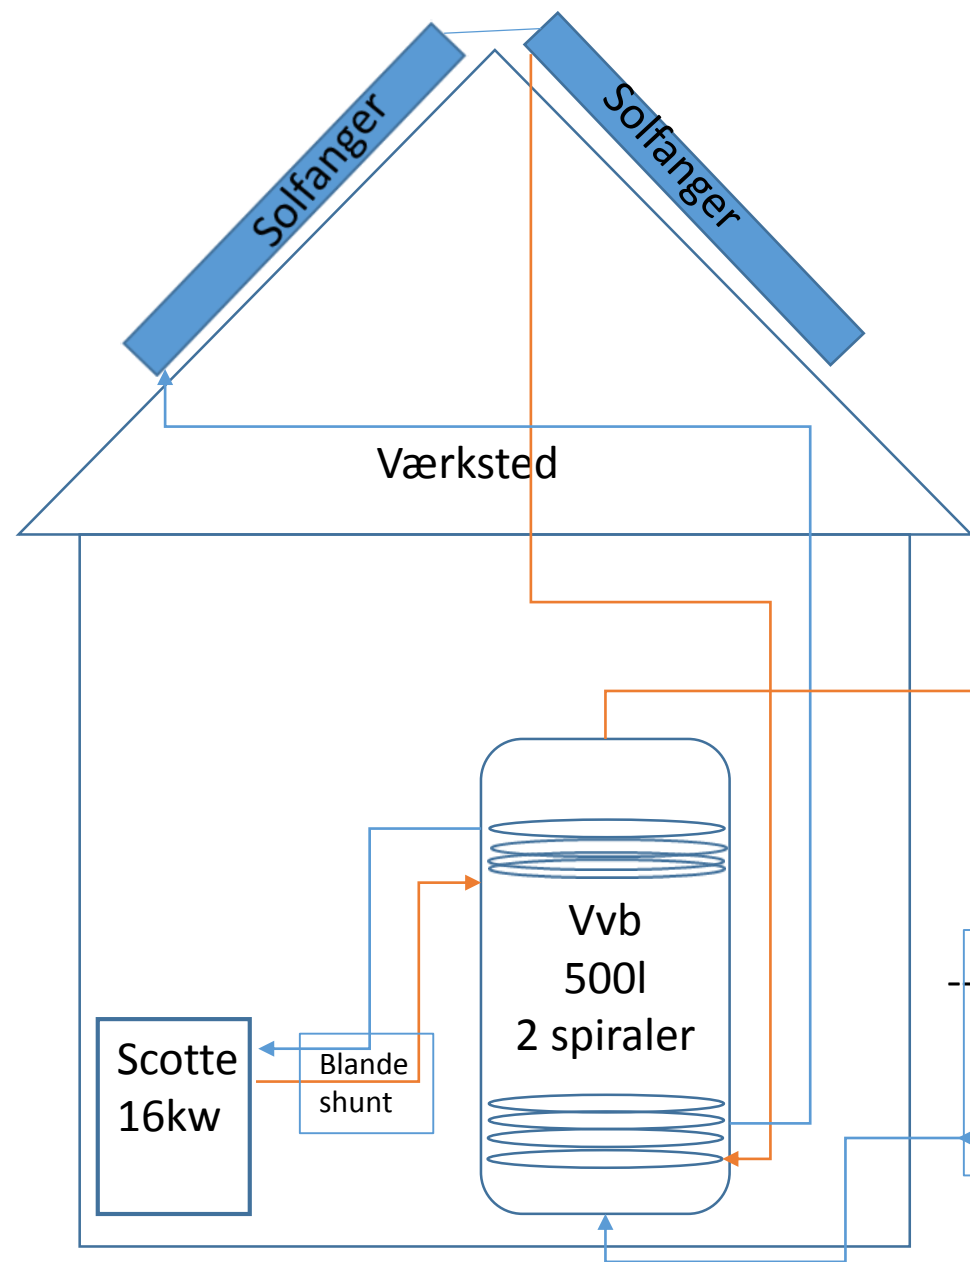 Solfanger
Solfanger
Værksted
Vvb
500l
2 spiraler
Scotte
16kw
Blande
shunt
--